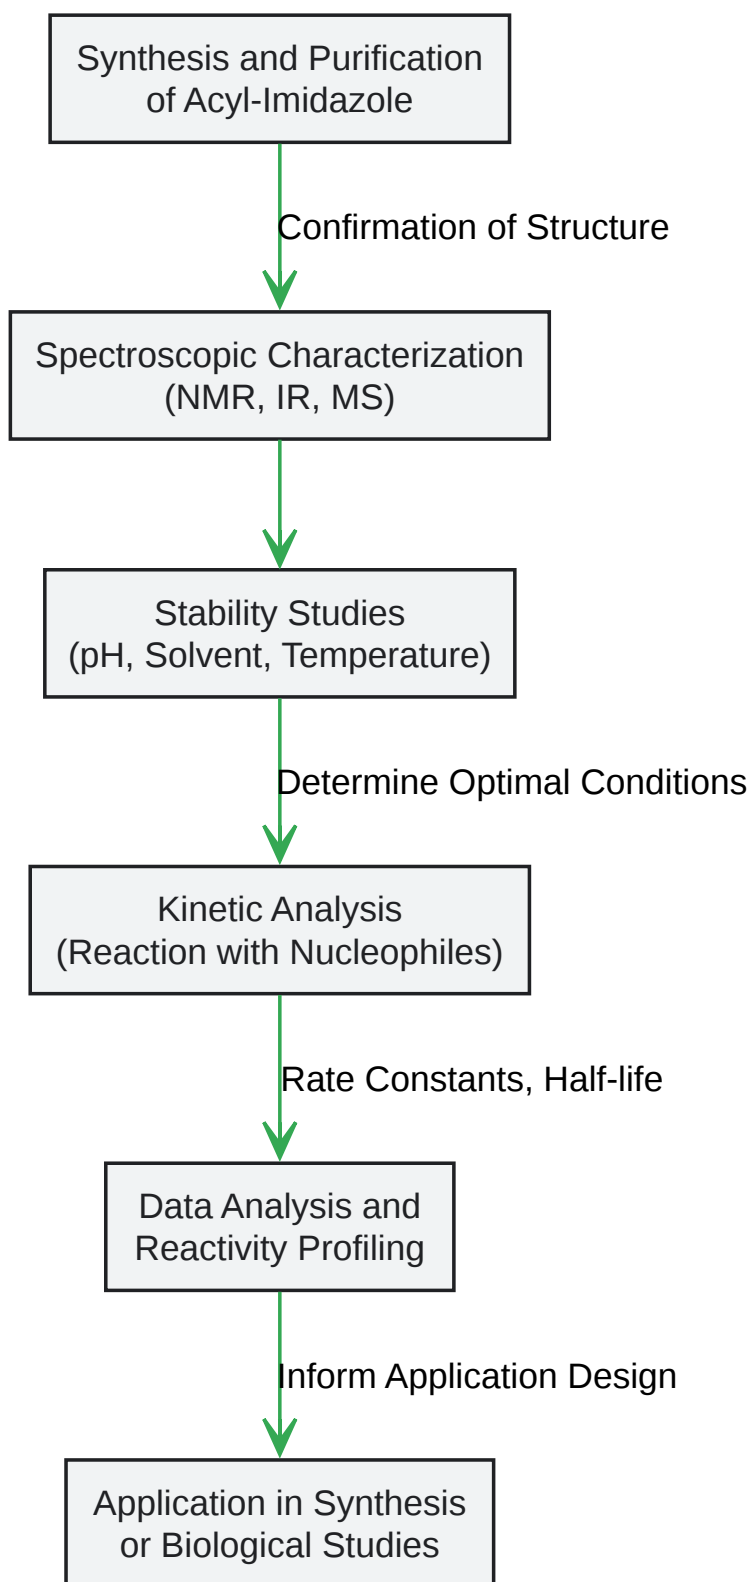 Synthesis and Purification
of Acyl-Imidazole
Confirmation of Structure
Spectroscopic Characterization
(NMR, IR, MS)
Stability Studies
(pH, Solvent, Temperature)
Determine Optimal Conditions
Kinetic Analysis
(Reaction with Nucleophiles)
Rate Constants, Half-life
Data Analysis and
Reactivity Profiling
Inform Application Design
Application in Synthesis
or Biological Studies